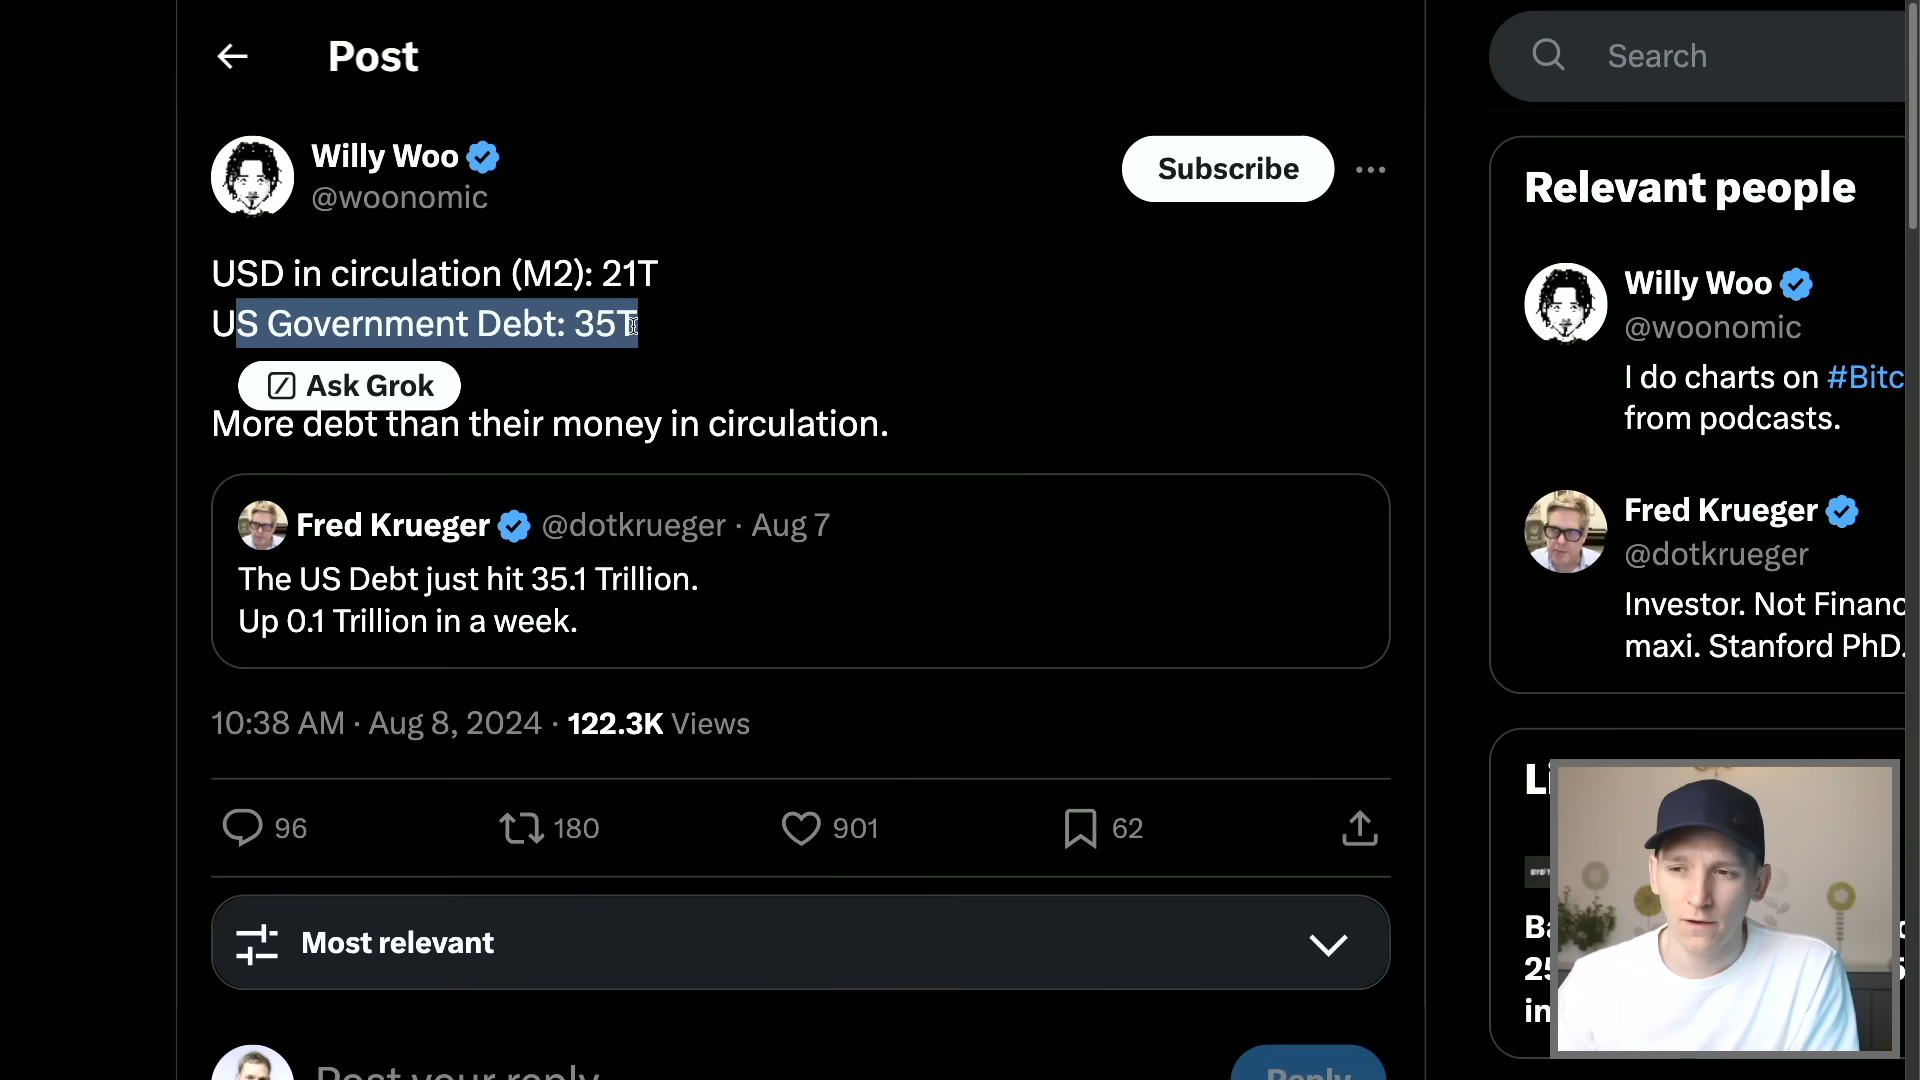 Post
Search
Willy Woo
@woonomic
Subscribe
USD in circulation (M2): 21T
US Government Debt: 35T
Ask Grok
More debt than their money in circulation.
Fred Krueger @dotkrueger · Aug 7
The US Debt just hit 35.1 Trillion.
Up 0.1 Trillion in a week.
10:38 AM · Aug 8, 2024 · 122.3K Views
96 180 901 62
Most relevant
Post your reply
Reply
Relevant people
Willy Woo
@woonomic
I do charts on #Bitc
from podcasts.
Fred Krueger
@dotkrueger
Investor. Not Financ
maxi. Stanford PhD.